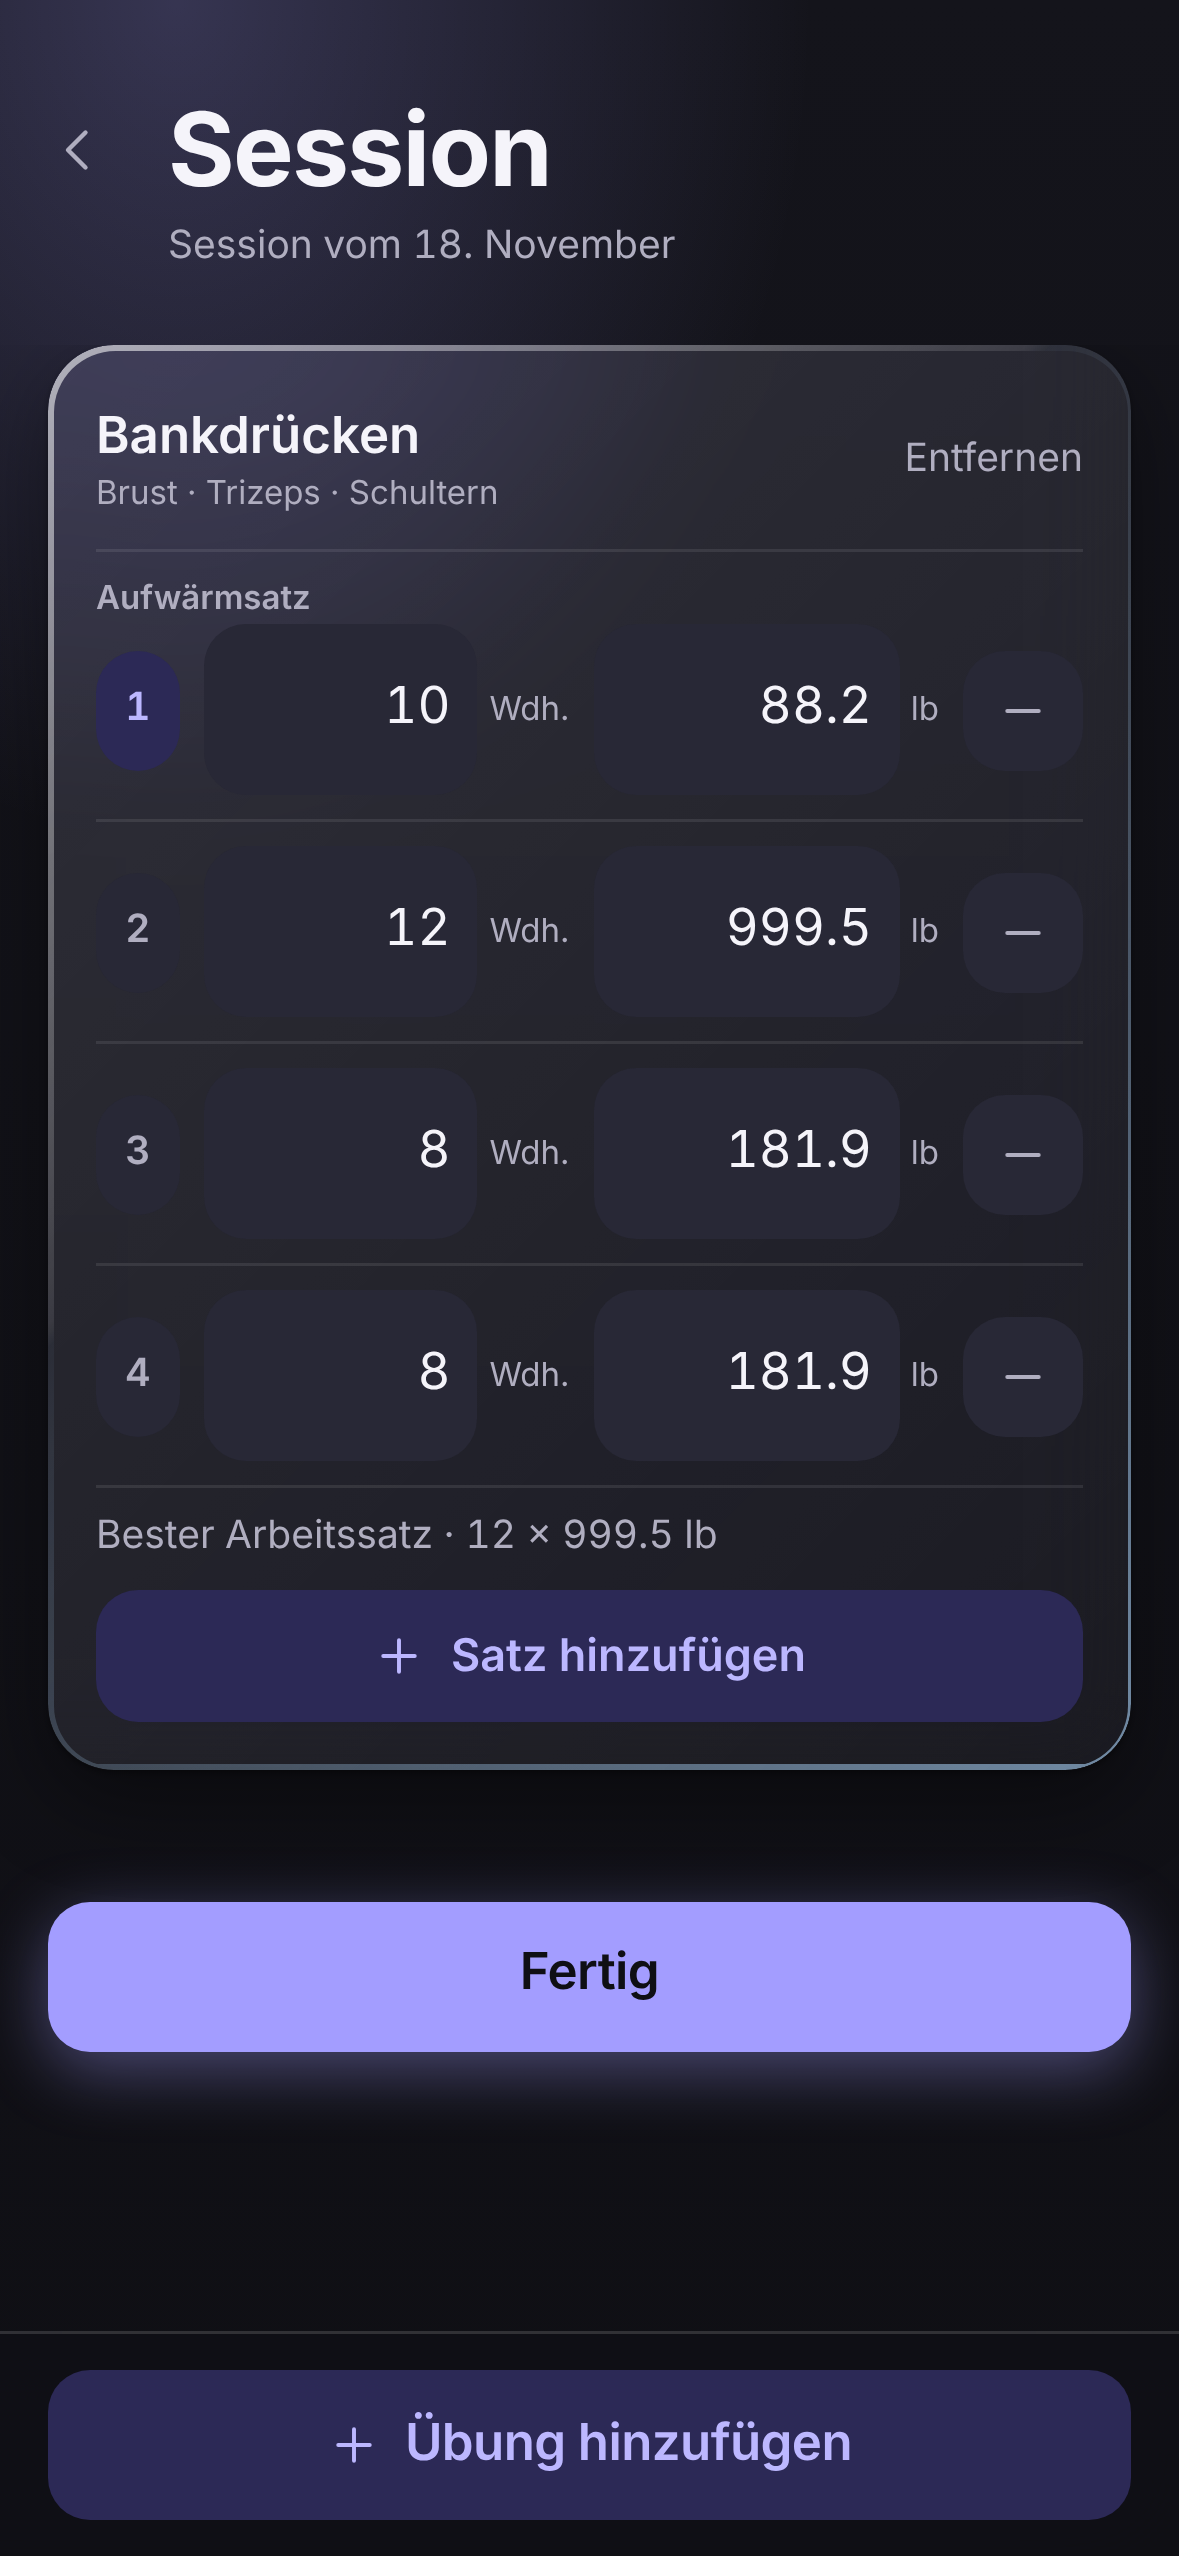 Session
Session vom 18. November
Bankdrücken
Entfernen
Brust · Trizeps · Schultern
Aufwärmsatz
1 10 Wdh. 88.2 lb —
2 12 Wdh. 999.5 lb —
3 8 Wdh. 181.9 lb —
4 8 Wdh. 181.9 lb —
Bester Arbeitssatz · 12 × 999.5 lb
+ Satz hinzufügen
Fertig
+ Übung hinzufügen